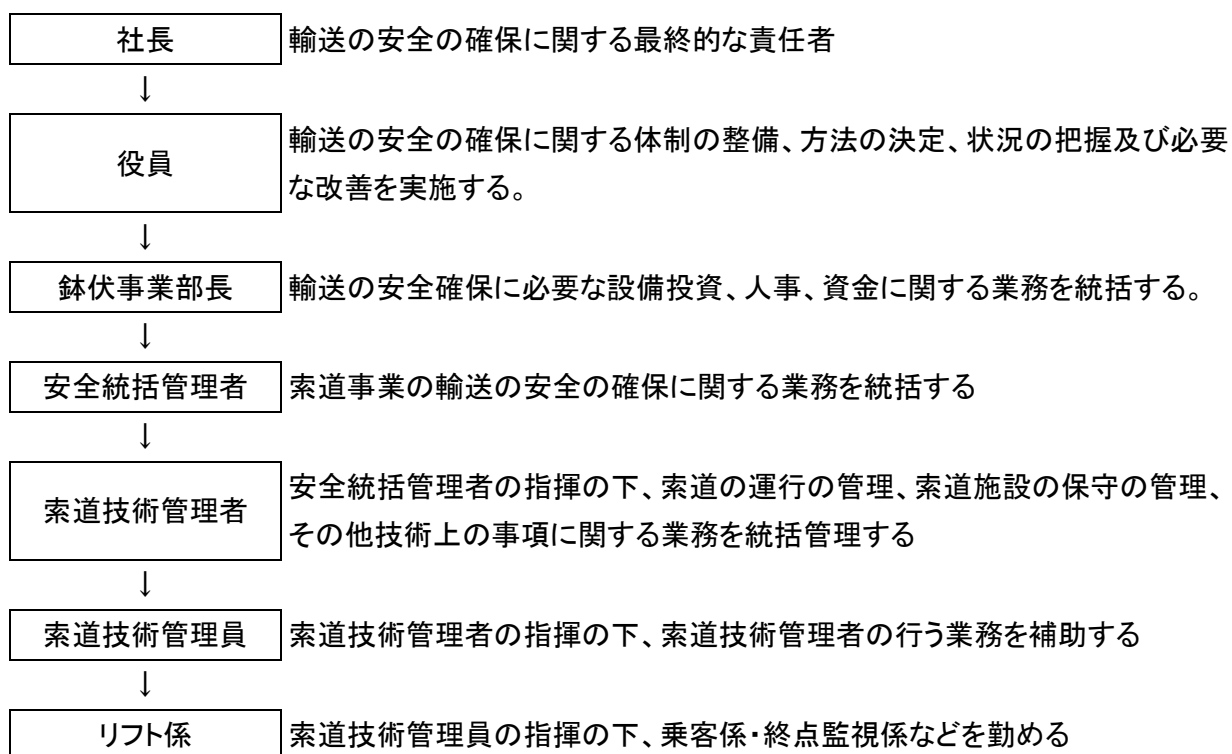 社長 輸送の安全の確保に関する最終的な責任者
↓
役員 輸送の安全の確保に関する体制の整備、方法の決定、状況の把握及び必要
な改善を実施する。
↓
鉢伏事業部長 輸送の安全確保に必要な設備投資、人事、資金に関する業務を統括する。
↓
安全統括管理者 索道事業の輸送の安全の確保に関する業務を統括する
↓
索道技術管理者 安全統括管理者の指揮の下、索道の運行の管理、索道施設の保守の管理、
その他技術上の事項に関する業務を統括管理する
↓
索道技術管理員 索道技術管理者の指揮の下、索道技術管理者の行う業務を補助する
↓
リフト係 索道技術管理員の指揮の下、乗客係・終点監視係などを勤める